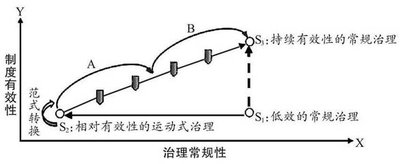 Y
制度有效性
A
B
S₃:持续有效性的常规治理
范式转换
S₂:相对有效性的运动式治理
S₁:低效的常规治理
X
治理常规性